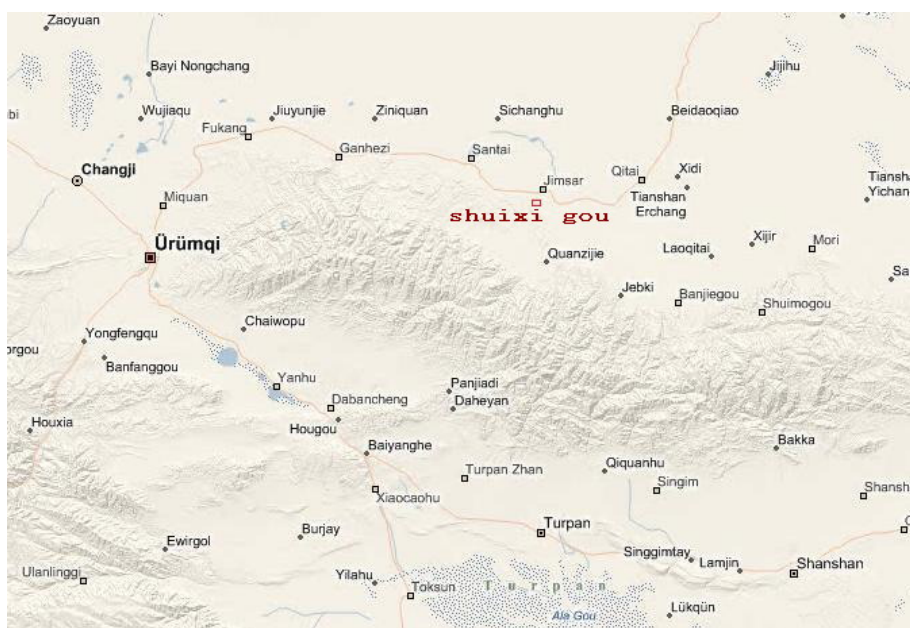 Zaoyuan
Bayi Nongchang
Jijihu
Wujiaqu
Jiuyunjie
Ziniquan
Sichanghu
Beidaoqiao
bi
Fukang
Ganhezi
Santai
Changji
Jimsar
Qitai
Xidi
Tiansha
Yichang
Miquan
Tianshan
Erchang
shuixi gou
Ürümqi
Quanzijie
Laoqitai
Xijir
Mori
Sa
Jebki
Banjiegou
Shuimogou
Chaiwopu
Yongfengqu
orgou
Banfanggou
Yanhu
Panjiadi
Dabancheng
Daheyan
Houxia
Hougou
Baiyanghe
Bakka
Turpan Zhan
Qiquanhu
Singim
Shansh
Xiaocaohu
Turpan
Burjay
Ewirgol
Singgimtay
Lamjin
Shanshan
Ulanlinggi
Yilahu
Toksun
Turpan
Ala Gou
Lükqün